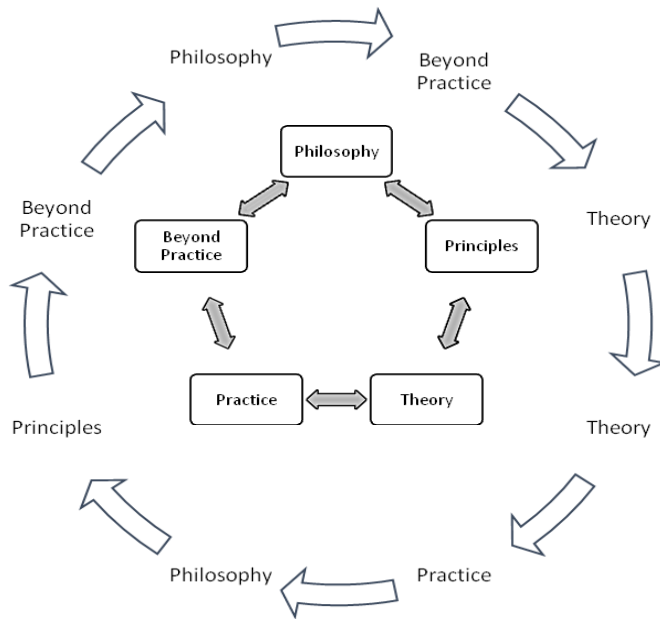 Philosophy
Beyond
Practice
Theory
Theory
Practice
Philosophy
Principles
Beyond
Practice
Philosophy
Principles
Theory
Practice
Beyond
Practice